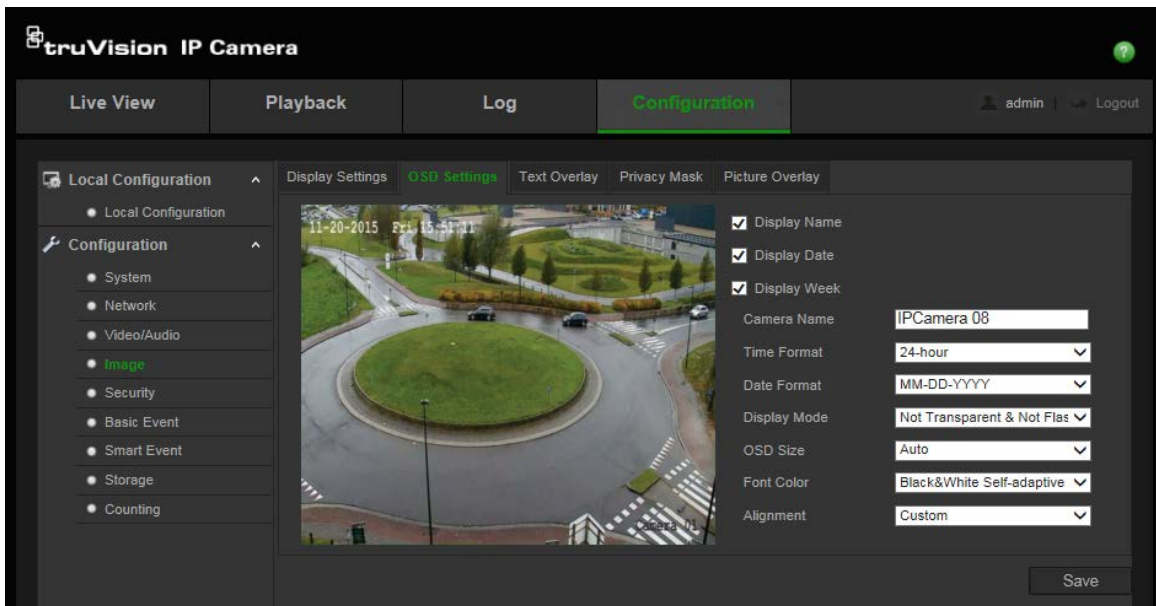 truVision IP Camera
?
Live View Playback Log Configuration admin | Logout
Local Configuration
Local Configuration
Configuration
System
Network
Video/Audio
Image
Security
Basic Event
Smart Event
Storage
Counting
Display Settings OSD Settings Text Overlay Privacy Mask Picture Overlay
11-20-2015 Fri 15:51:11
Camera 01
Display Name
Display Date
Display Week
Camera Name IPCamera 08
Time Format 24-hour
Date Format MM-DD-YYYY
Display Mode Not Transparent & Not Flas
OSD Size Auto
Font Color Black&White Self-adaptive
Alignment Custom
Save